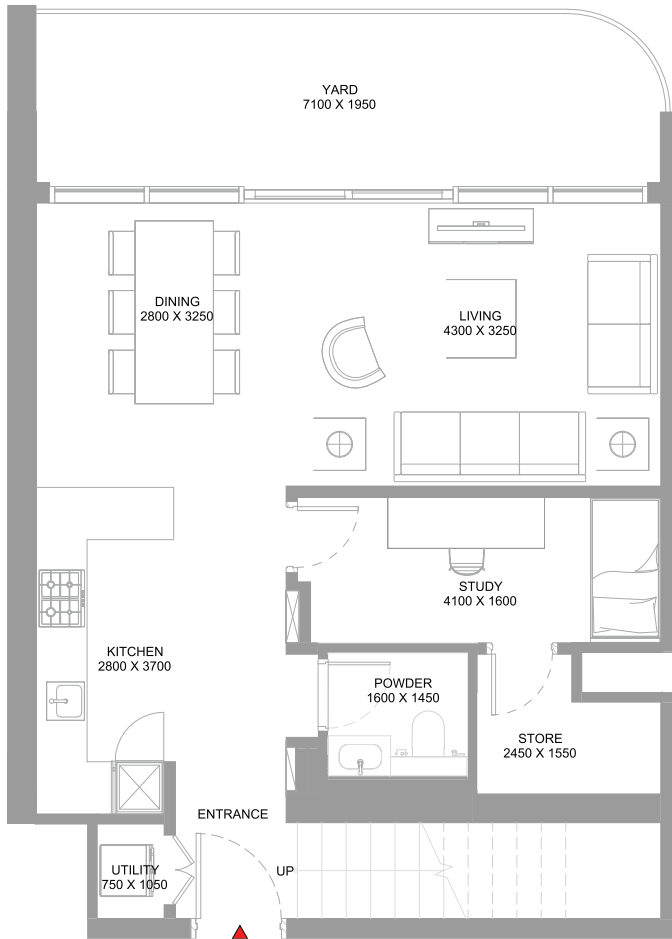 YARD
7100 X 1950
DINING
2800 X 3250
LIVING
4300 X 3250
STUDY
4100 X 1600
KITCHEN
2800 X 3700
POWDER
1600 X 1450
STORE
2450 X 1550
ENTRANCE
UP
UTILITY
750 X 1050